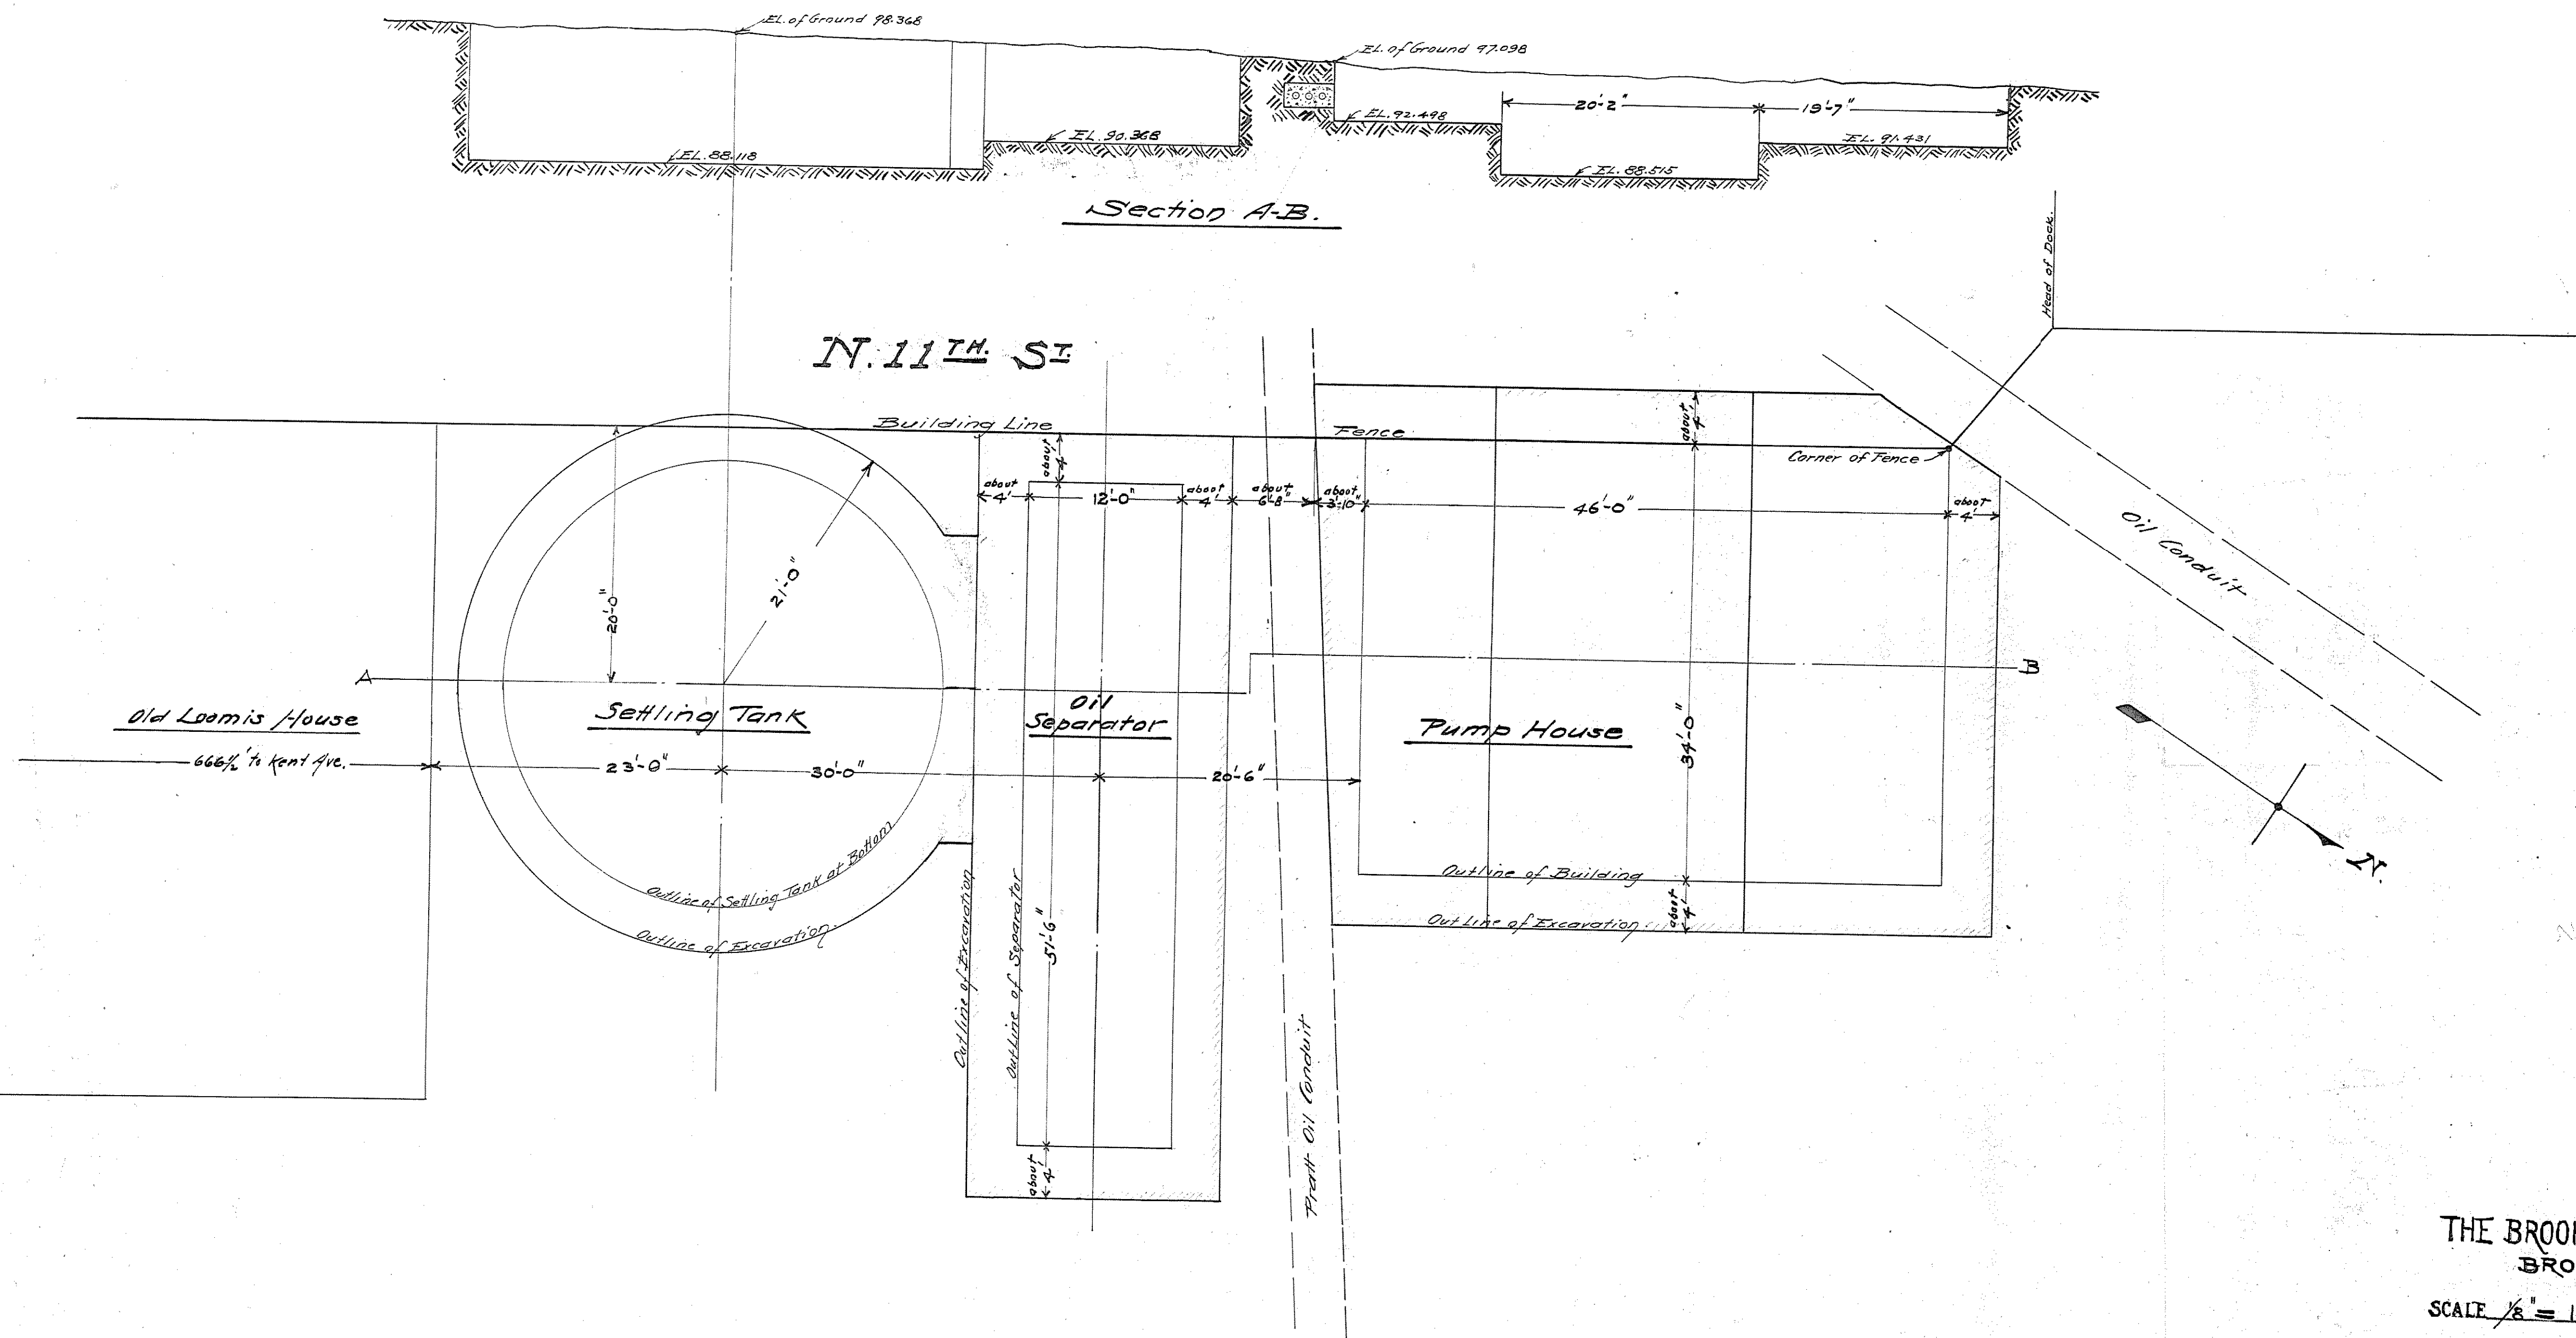 EL. of Ground 98.368
EL. of Ground 97.098
20'-2"
19'-7"
EL. 92.498
EL. 90.368
EL. 91.431
EL. 88.118
EL. 88.515
Section A-B.
Head of Dock.
N. 11TH. ST.
Building Line
Fence
about 4'
about 4'
Corner of Fence
about 4'
12'-0"
about 4'
about 6'-8"
about 3'-10"
46'-0"
about 4'
Oil Conduit
21'-0"
20'-0"
A
B
Old Loomis House
Settling Tank
Oil
Separator
Pump House
34'-0"
666½' to Kent Ave.
23'-0"
30'-0"
20'-6"
N.
Outline of Settling Tank at Bottom
Outline of Building
Outline of Excavation
Outline of Excavation
about 4'
Outline of Excavation
Outline of Separator
51'-6"
Pratt Oil Conduit
about 4'
THE BROO
BRO
SCALE 1/8" = 1